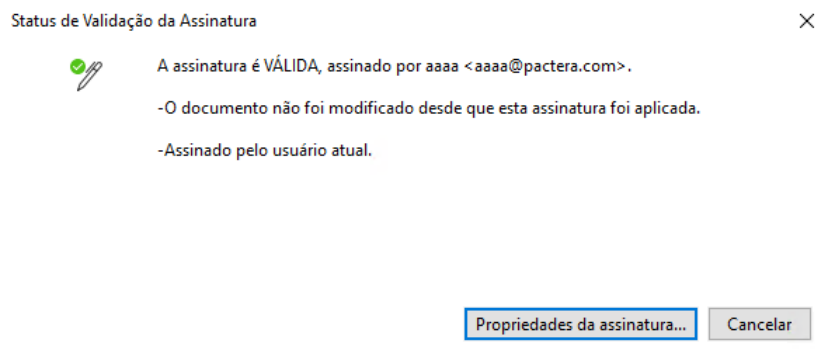 Status de Validação da Assinatura
A assinatura é VÁLIDA, assinado por aaaa <aaaa@pactera.com>.
-O documento não foi modificado desde que esta assinatura foi aplicada.
-Assinado pelo usuário atual.
Propriedades da assinatura...
Cancelar